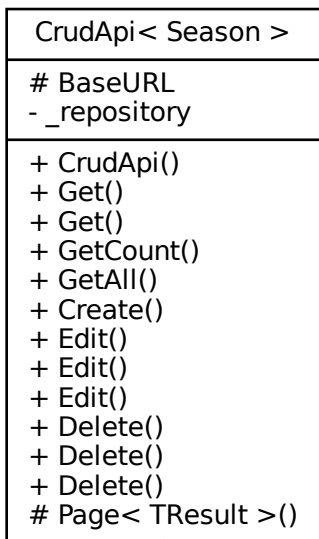 CrudApi< Season >
# BaseURL
- _repository
+ CrudApi()
+ Get()
+ Get()
+ GetCount()
+ GetAll()
+ Create()
+ Edit()
+ Edit()
+ Edit()
+ Delete()
+ Delete()
+ Delete()
# Page< TResult >()